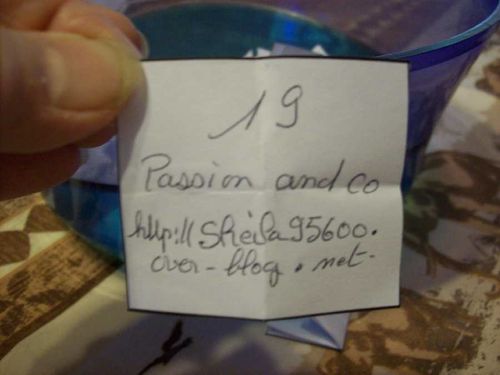 19
Passion and co
http://sheila95600.
over-blog.net-